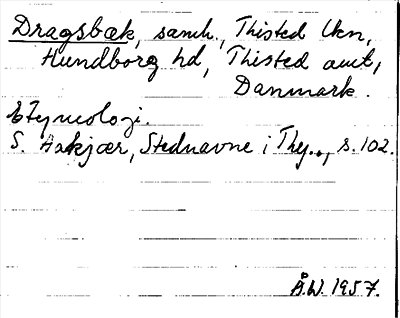 Dragsbæk, samh., Thisted lkn,
Hundborg hd, Thisted amt,
Danmark.
Etymologi.
S. Aakjær, Stednavne i Thy..., s. 102.
Å.W. 1957.